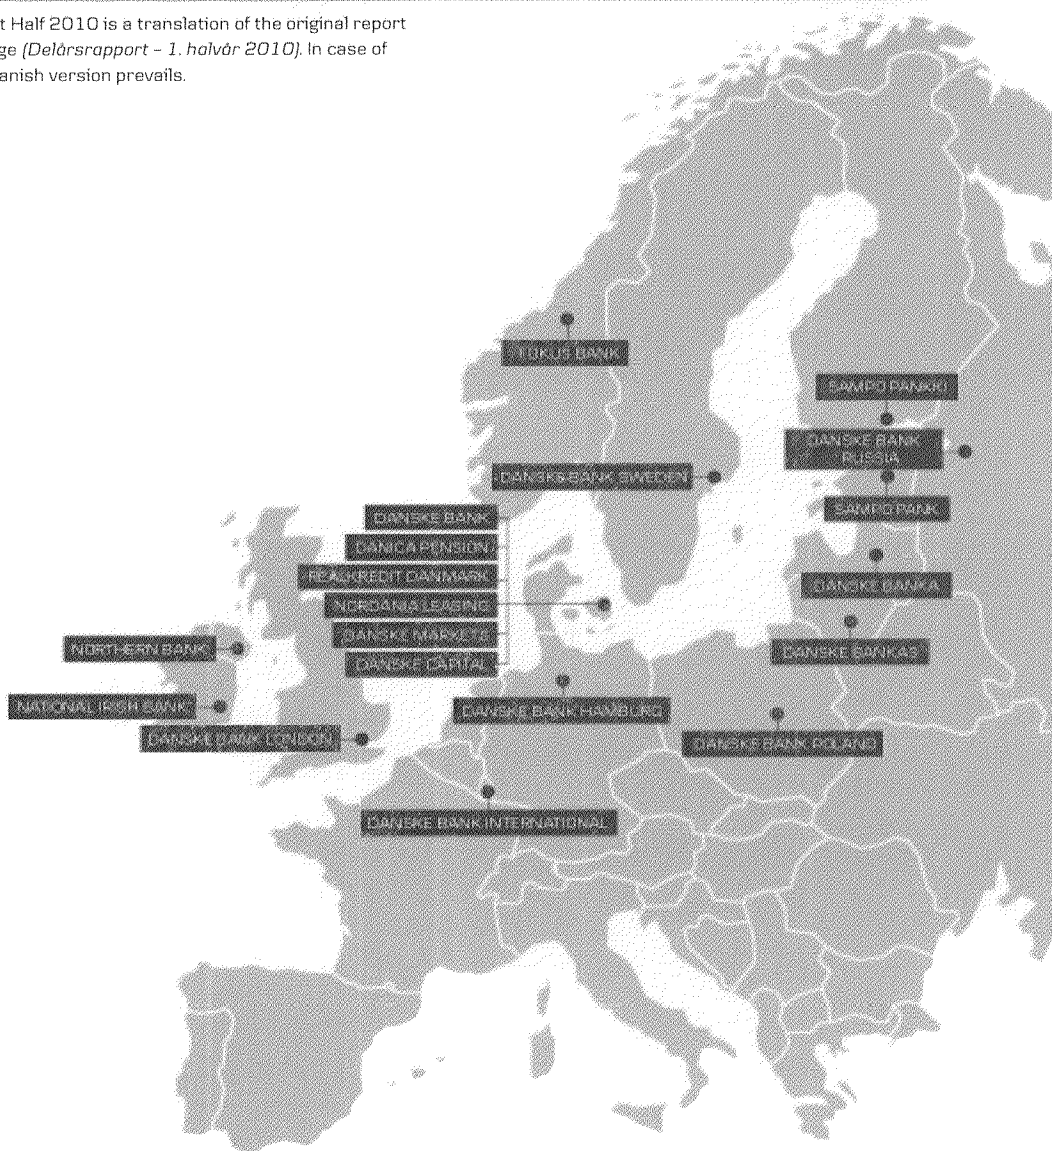 t Half 2010 is a translation of the original report
ge (Delårsrapport – 1. halvår 2010). In case of
anish version prevails.
FOKUS BANK
SAMPO PANKKI
DANSKE BANK
RUSSIA
DANSKE BANK SWEDEN
SAMPO PANK
DANSKE BANK
DANICA PENSION
REALKREDIT DANMARK
NORDANIA LEASING
DANSKE MARKETS
DANSKE CAPITAL
DANSKE BANKA
DANSKE BANKAS
NORTHERN BANK
NATIONAL IRISH BANK
DANSKE BANK LONDON
DANSKE BANK HAMBURG
DANSKE BANK POLAND
DANSKE BANK INTERNATIONAL